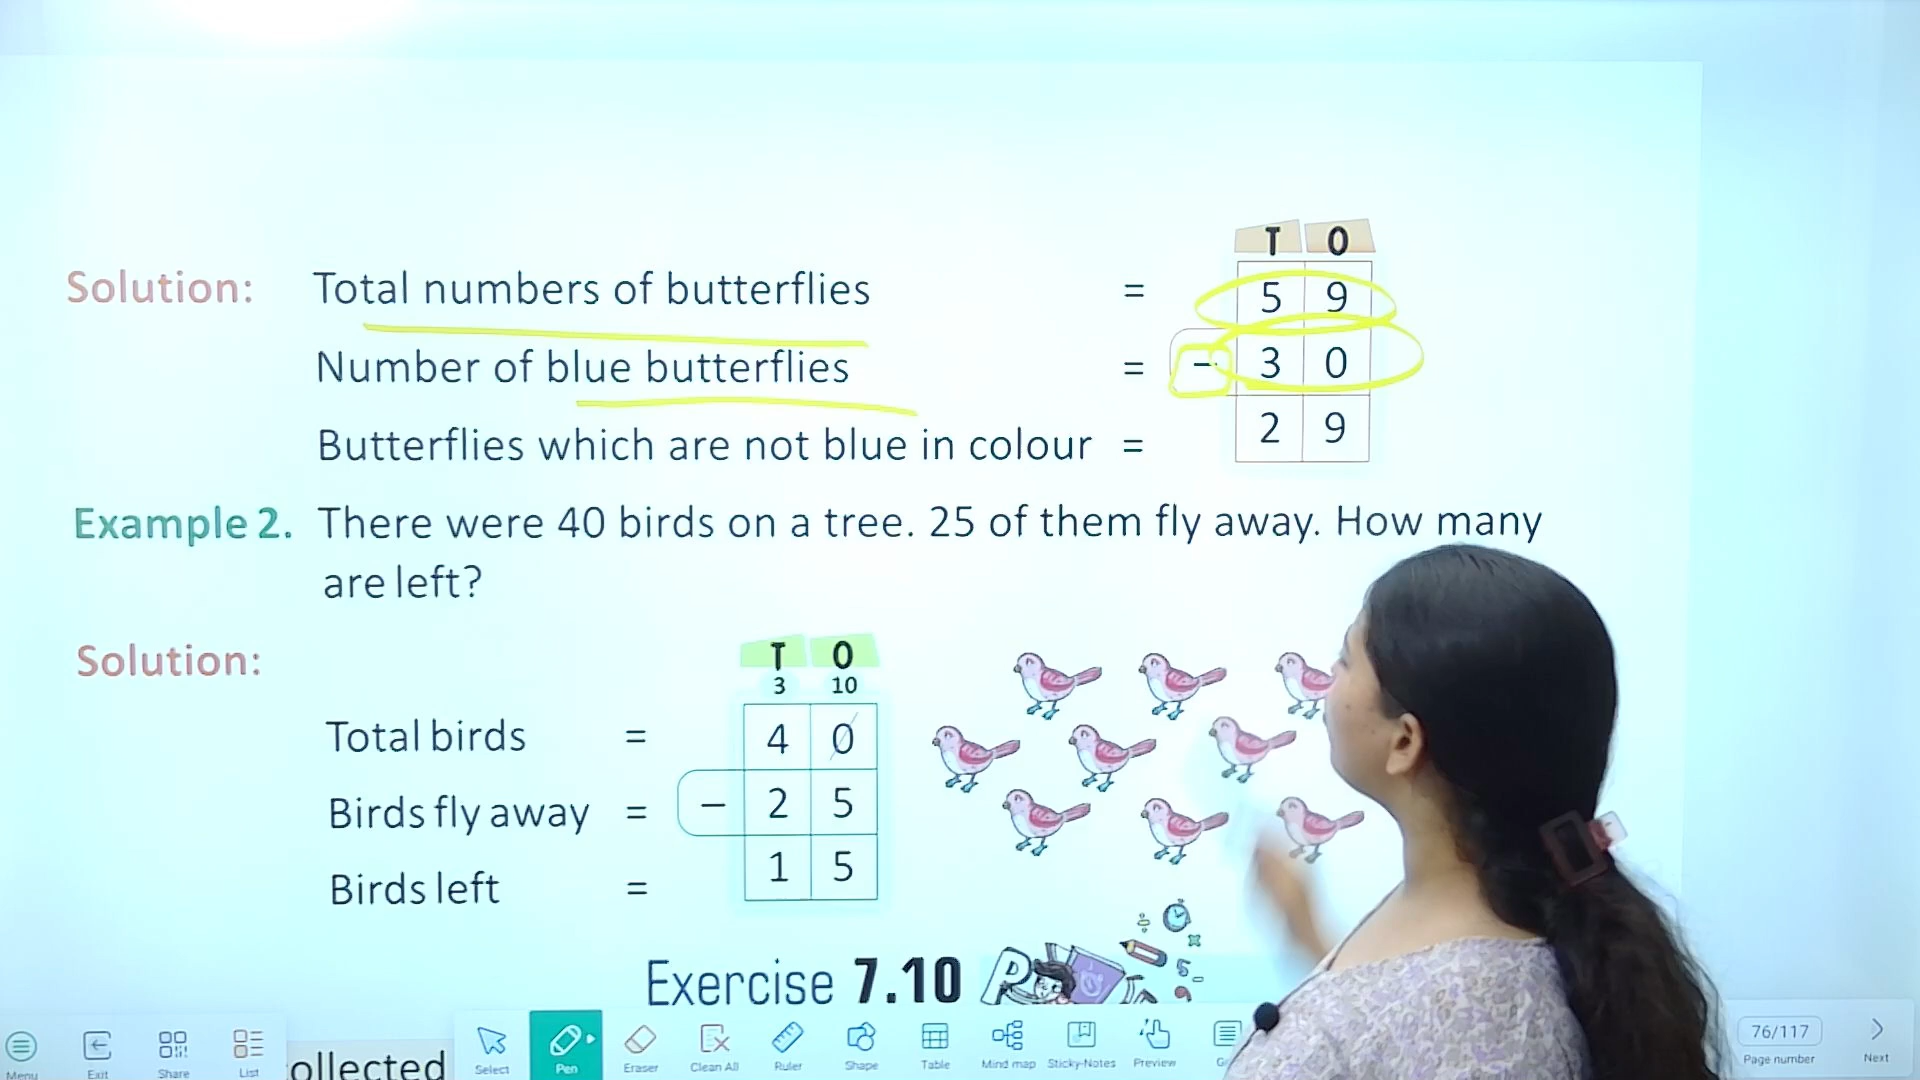 T O
Solution: Total numbers of butterflies = 5 9
Number of blue butterflies = - 3 0
Butterflies which are not blue in colour = 2 9
Example 2. There were 40 birds on a tree. 25 of them fly away. How many
are left?
Solution:
T O
3 10
Total birds = 4 0
Birds fly away = - 2 5
Birds left = 1 5
Exercise 7.10
ollected
Menu Exit Share List Select Pen Eraser Clean All Ruler Shape Table Mind map Sticky-Notes Preview
76/117
Page number Next